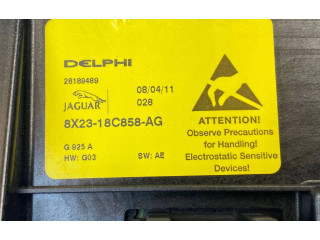 DELPHI
28189489
08/04/11
028
JAGUAR
8X23-18C858-AG
G 925 A
HW: G03
SW: AE
ATTENTION!
Observe Precautions
for Handling!
Electrostatic Sensitive
Devices!